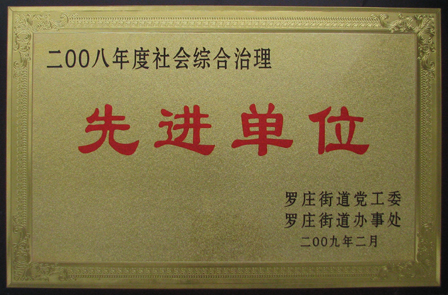 二00八年度社会综合治理
先进单位
罗庄街道党工委
罗庄街道办事处
二00九年二月